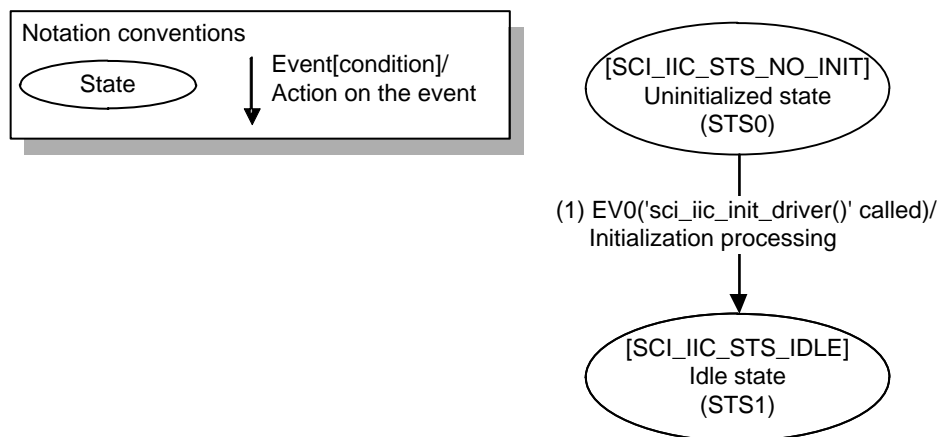 Notation conventions
State
Event[condition]/
Action on the event
[SCI_IIC_STS_NO_INIT]
Uninitialized state
(STS0)
(1) EV0('sci_iic_init_driver()' called)/
Initialization processing
[SCI_IIC_STS_IDLE]
Idle state
(STS1)